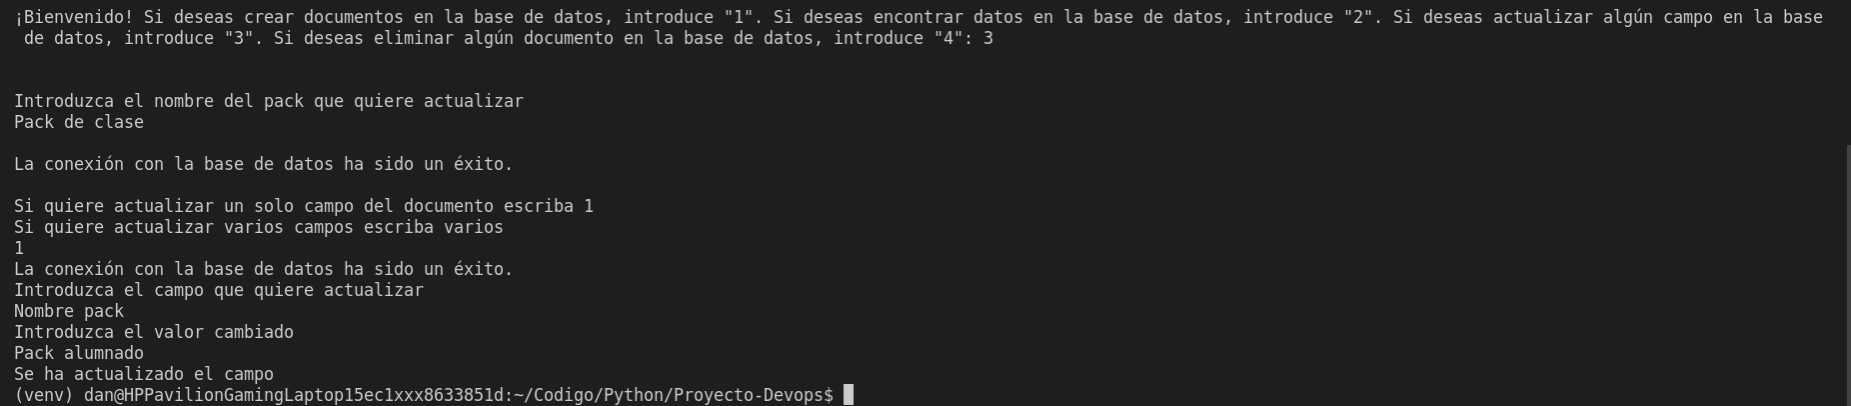 ¡Bienvenido! Si deseas crear documentos en la base de datos, introduce "1". Si deseas encontrar datos en la base de datos, introduce "2". Si deseas actualizar algún campo en la base
de datos, introduce "3". Si deseas eliminar algún documento en la base de datos, introduce "4": 3
Introduzca el nombre del pack que quiere actualizar
Pack de clase
La conexión con la base de datos ha sido un éxito.
Si quiere actualizar un solo campo del documento escriba 1
Si quiere actualizar varios campos escriba varios
1
La conexión con la base de datos ha sido un éxito.
Introduzca el campo que quiere actualizar
Nombre pack
Introduzca el valor cambiado
Pack alumnado
Se ha actualizado el campo
(venv) dan@HPPavilionGamingLaptop15ec1xxx8633851d:~/Codigo/Python/Proyecto-Devops$